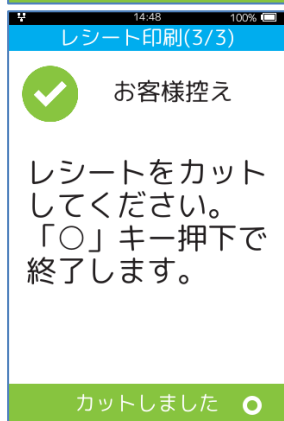 14:48 100%
レシート印刷(3/3)
お客様控え
レシートをカット
してください。
「○」キー押下で
終了します。
カットしました